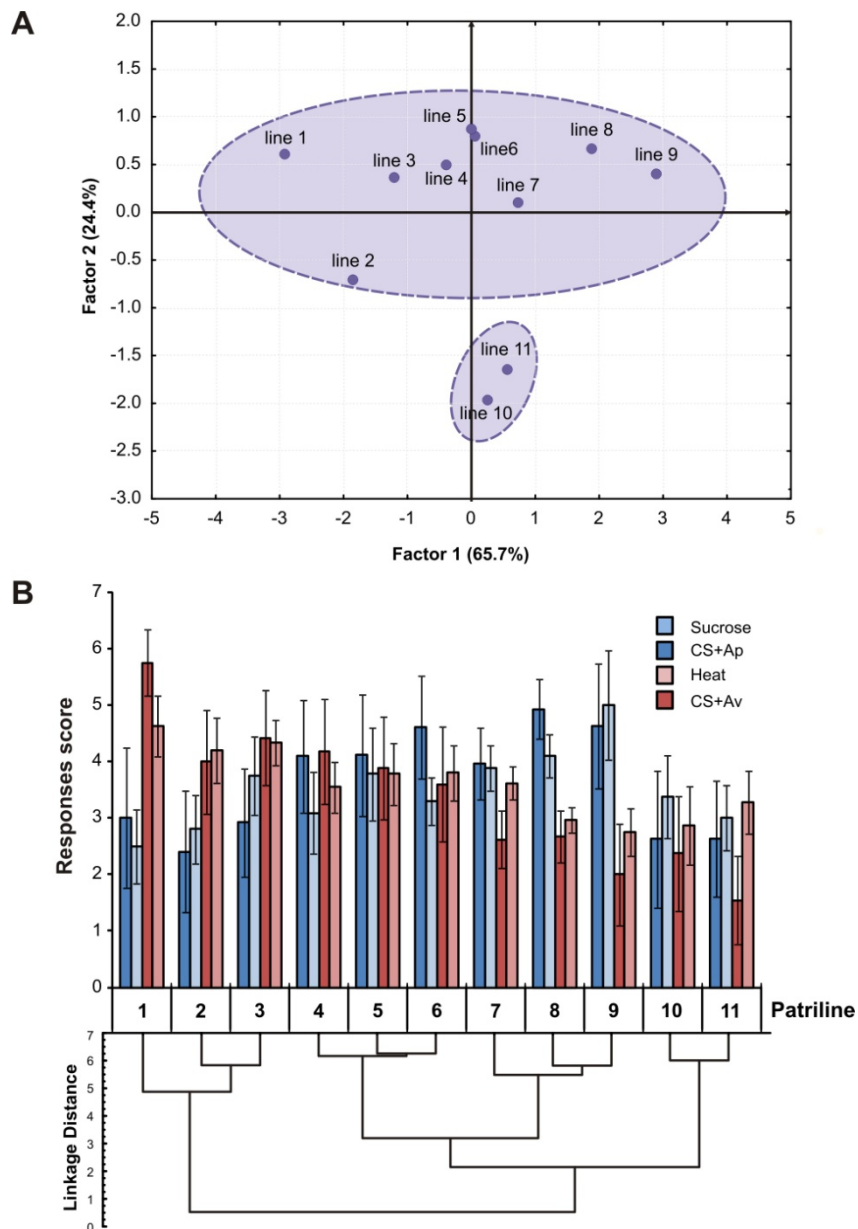 A
2.0
1.5
1.0
0.5
0.0
-0.5
-1.0
-1.5
-2.0
-2.5
-3.0
Factor 2 (24.4%)
line 1
line 2
line 3
line 4
line 5
line6
line 7
line 8
line 9
line 11
line 10
-5 -4 -3 -2 -1 0 1 2 3 4 5
Factor 1 (65.7%)
B
7
6
5
4
3
2
1
0
Responses score
Sucrose
CS+Ap
Heat
CS+Av
1 2 3 4 5 6 7 8 9 10 11 Patriline
7
6
5
4
3
2
1
0
Linkage Distance